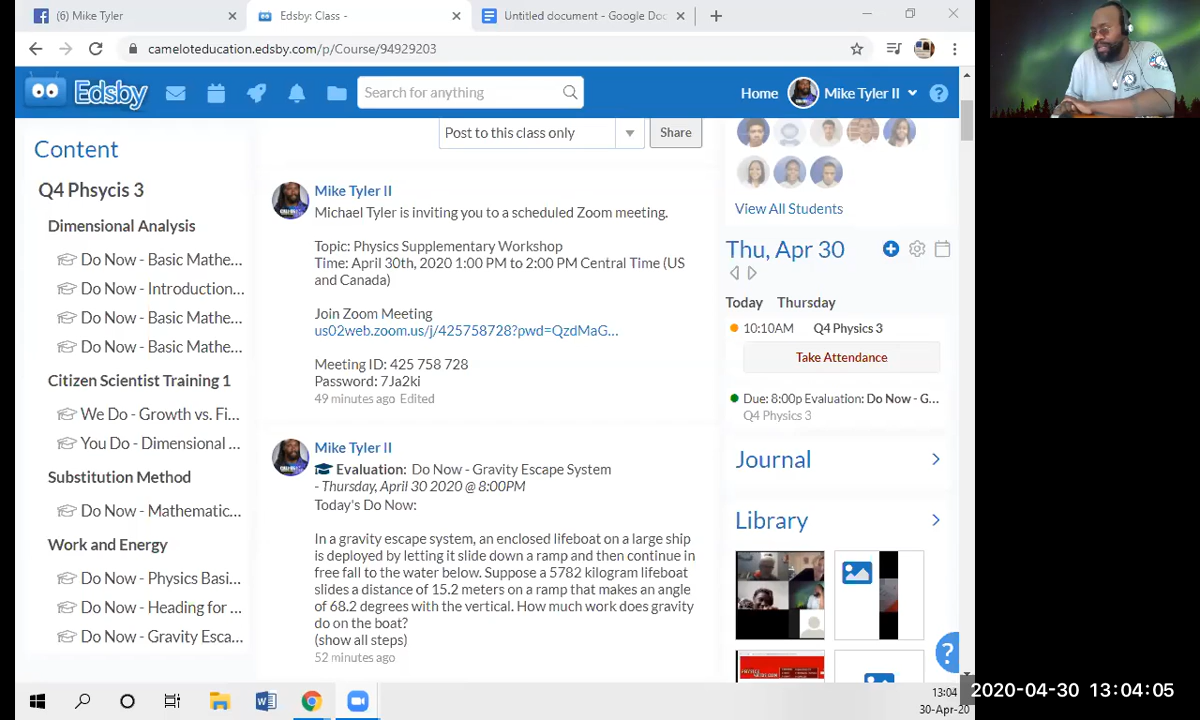 (6) Mike Tyler
Edsby: Class -
Untitled document - Google Doc
cameloteducation.edsby.com/p/Course/94929203
Edsby
Search for anything
Home
Mike Tyler II
?
Content
Q4 Phsycis 3
Dimensional Analysis
Do Now - Basic Mathe...
Do Now - Introduction...
Do Now - Basic Mathe...
Do Now - Basic Mathe...
Citizen Scientist Training 1
We Do - Growth vs. Fi...
You Do - Dimensional ...
Substitution Method
Do Now - Mathematic...
Work and Energy
Do Now - Physics Basi...
Do Now - Heading for ...
Do Now - Gravity Esca...
Post to this class only
Share
Mike Tyler II
Michael Tyler is inviting you to a scheduled Zoom meeting.
Topic: Physics Supplementary Workshop
Time: April 30th, 2020 1:00 PM to 2:00 PM Central Time (US
and Canada)
Join Zoom Meeting
us02web.zoom.us/j/425758728?pwd=QzdMaG...
Meeting ID: 425 758 728
Password: 7Ja2ki
49 minutes ago Edited
Mike Tyler II
Evaluation: Do Now - Gravity Escape System
- Thursday, April 30 2020 @ 8:00PM
Today's Do Now:
In a gravity escape system, an enclosed lifeboat on a large ship
is deployed by letting it slide down a ramp and then continue in
free fall to the water below. Suppose a 5782 kilogram lifeboat
slides a distance of 15.2 meters on a ramp that makes an angle
of 68.2 degrees with the vertical. How much work does gravity
do on the boat?
(show all steps)
52 minutes ago
View All Students
Thu, Apr 30
Today Thursday
10:10AM Q4 Physics 3
Take Attendance
Due: 8:00p Evaluation: Do Now - G...
Q4 Physics 3
Journal
Library
?
13:04
30-Apr-20
2020-04-30 13:04:05